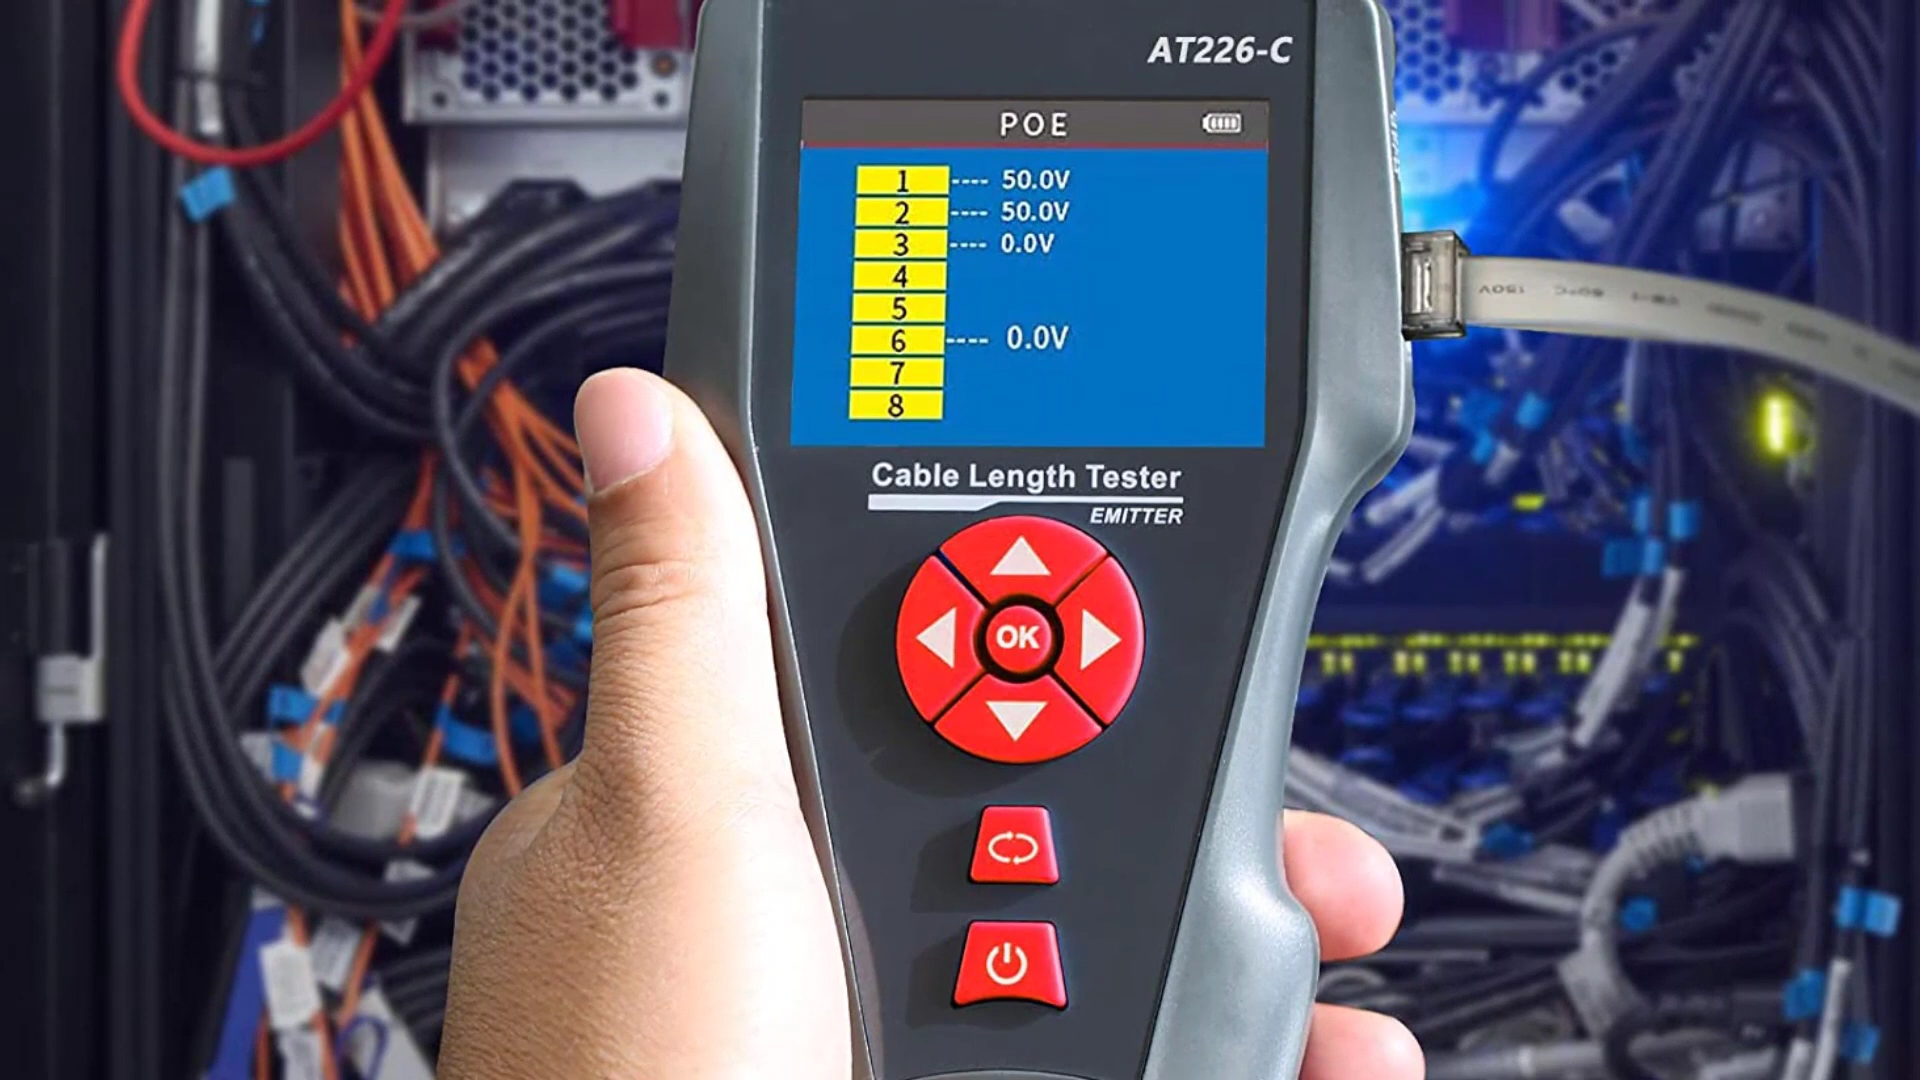 AT226-C
POE
1 ---- 50.0V
2 ---- 50.0V
3 ---- 0.0V
4
5
6 ---- 0.0V
7
8
Cable Length Tester
EMITTER
OK